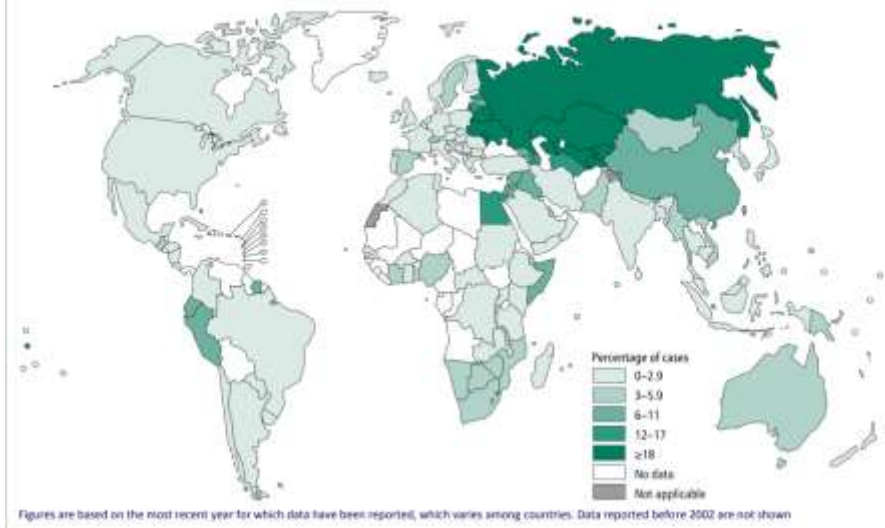 Percentage of cases
0–2.9
3–5.9
6–11
12–17
≥18
No data
Not applicable
Figures are based on the most recent year for which data have been reported, which varies among countries. Data reported before 2002 are not shown